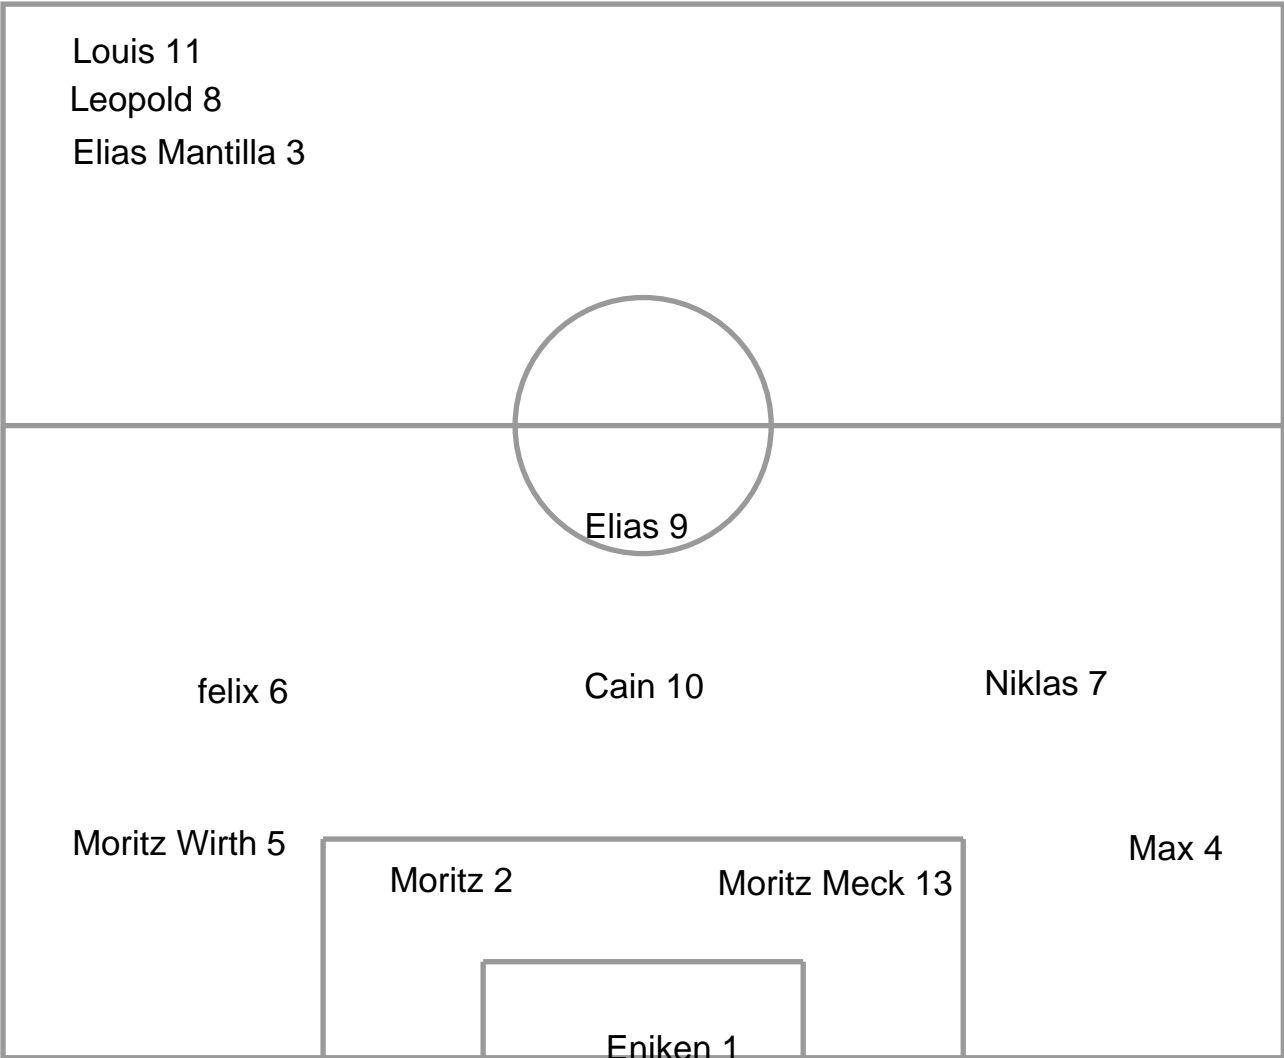 Louis 11
Leopold 8
Elias Mantilla 3
Elias 9
felix 6
Cain 10
Niklas 7
Moritz Wirth 5
Max 4
Moritz 2
Moritz Meck 13
Eniken 1